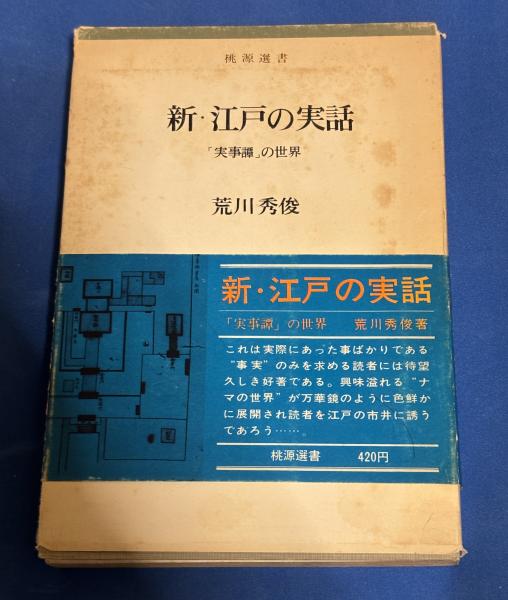 桃源選書
新・江戸の実話
「実事譚」の世界
荒川秀俊
新・江戸の実話
「実事譚」の世界　荒川秀俊著
これは実際にあった事ばかりである
“事実”のみを求める読者には待望
久しき好著である。興味溢れる“ナ
マの世界”が万華鏡のように色鮮か
に展開され読者を江戸の市井に誘う
であろう……
桃源選書　420円